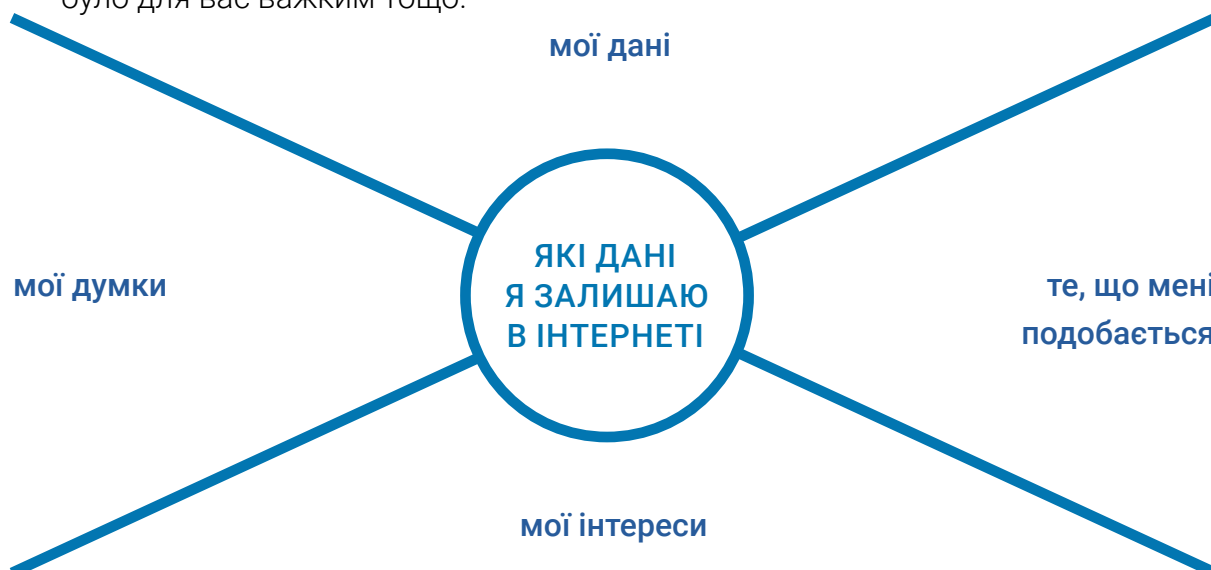 було для вас важким тощо.
мої дані
ЯКІ ДАНІ
Я ЗАЛИШАЮ
В ІНТЕРНЕТІ
мої думки
те, що мені
подобається
мої інтереси